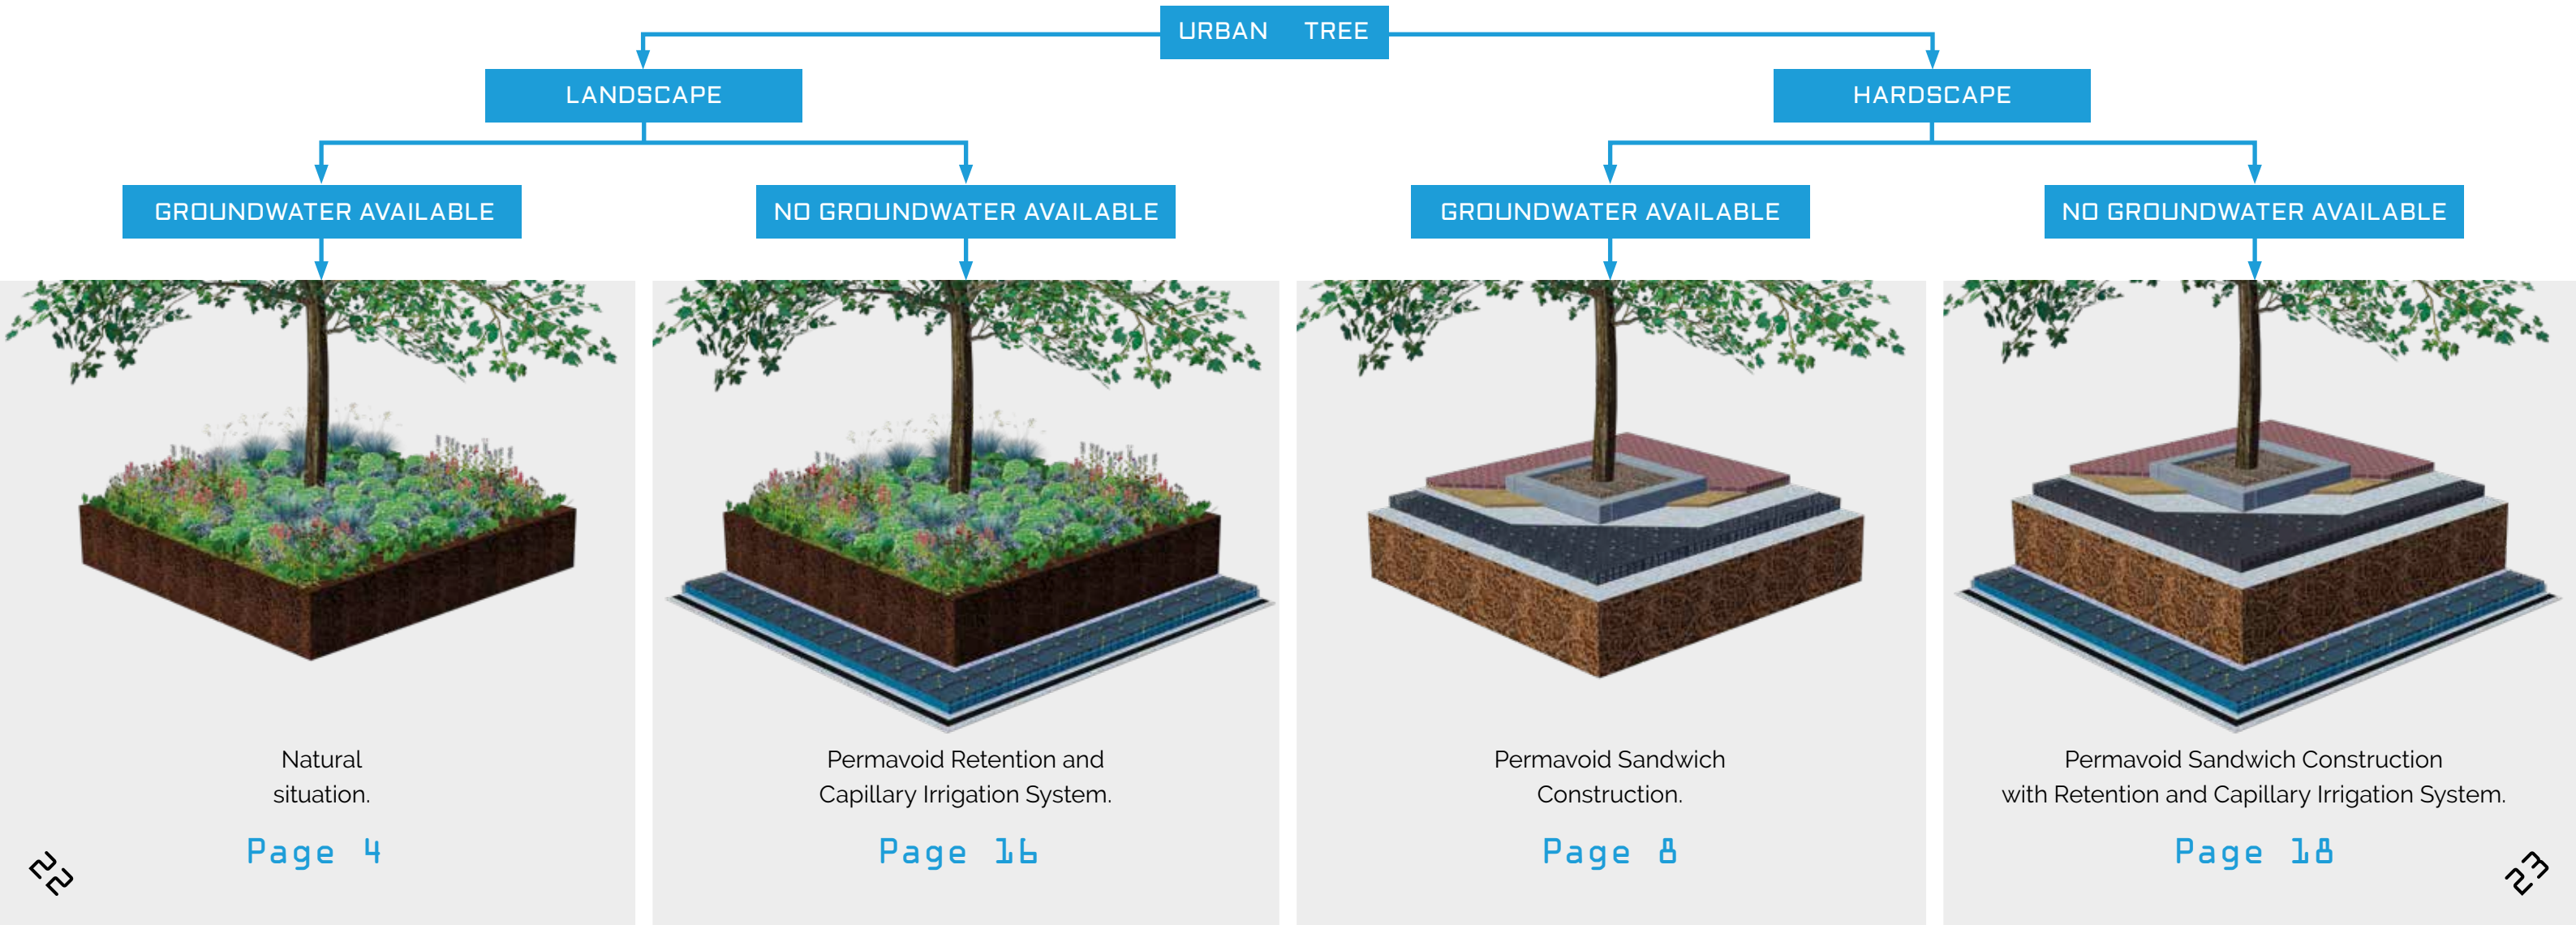 URBAN TREE
LANDSCAPE
HARDSCAPE
GROUNDWATER AVAILABLE
NO GROUNDWATER AVAILABLE
GROUNDWATER AVAILABLE
NO GROUNDWATER AVAILABLE
Natural
situation.
Page 4
Permavoid Retention and
Capillary Irrigation System.
Page 16
Permavoid Sandwich
Construction.
Page 8
Permavoid Sandwich Construction
with Retention and Capillary Irrigation System.
Page 18
22
23